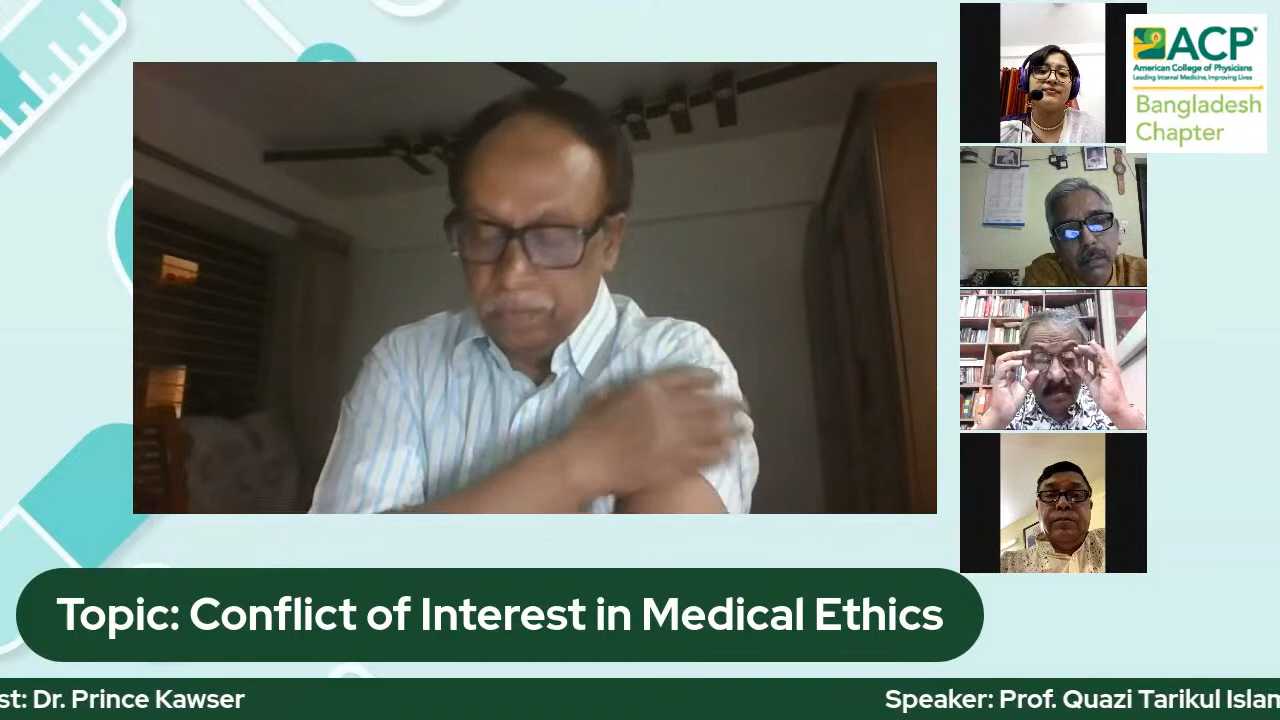 ACP
American College of Physicians
Leading Internal Medicine, Improving Lives
Bangladesh
Chapter
Topic: Conflict of Interest in Medical Ethics
st: Dr. Prince Kawser
Speaker: Prof. Quazi Tarikul Islam